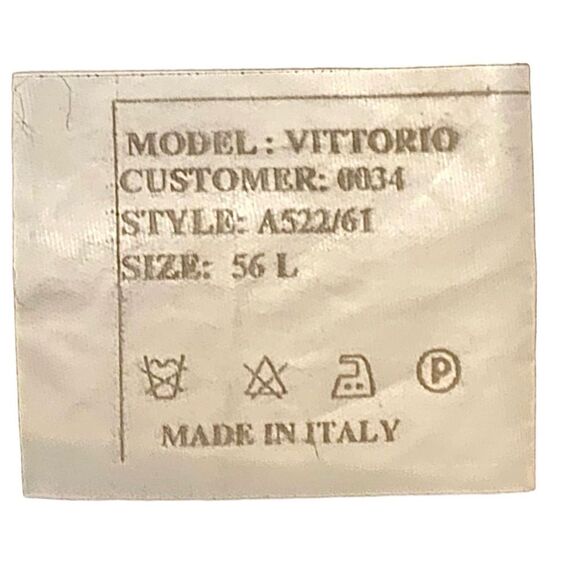 MODEL: VITTORIO
CUSTOMER: 0034
STYLE: A522/61
SIZE: 56 L
P
MADE IN ITALY